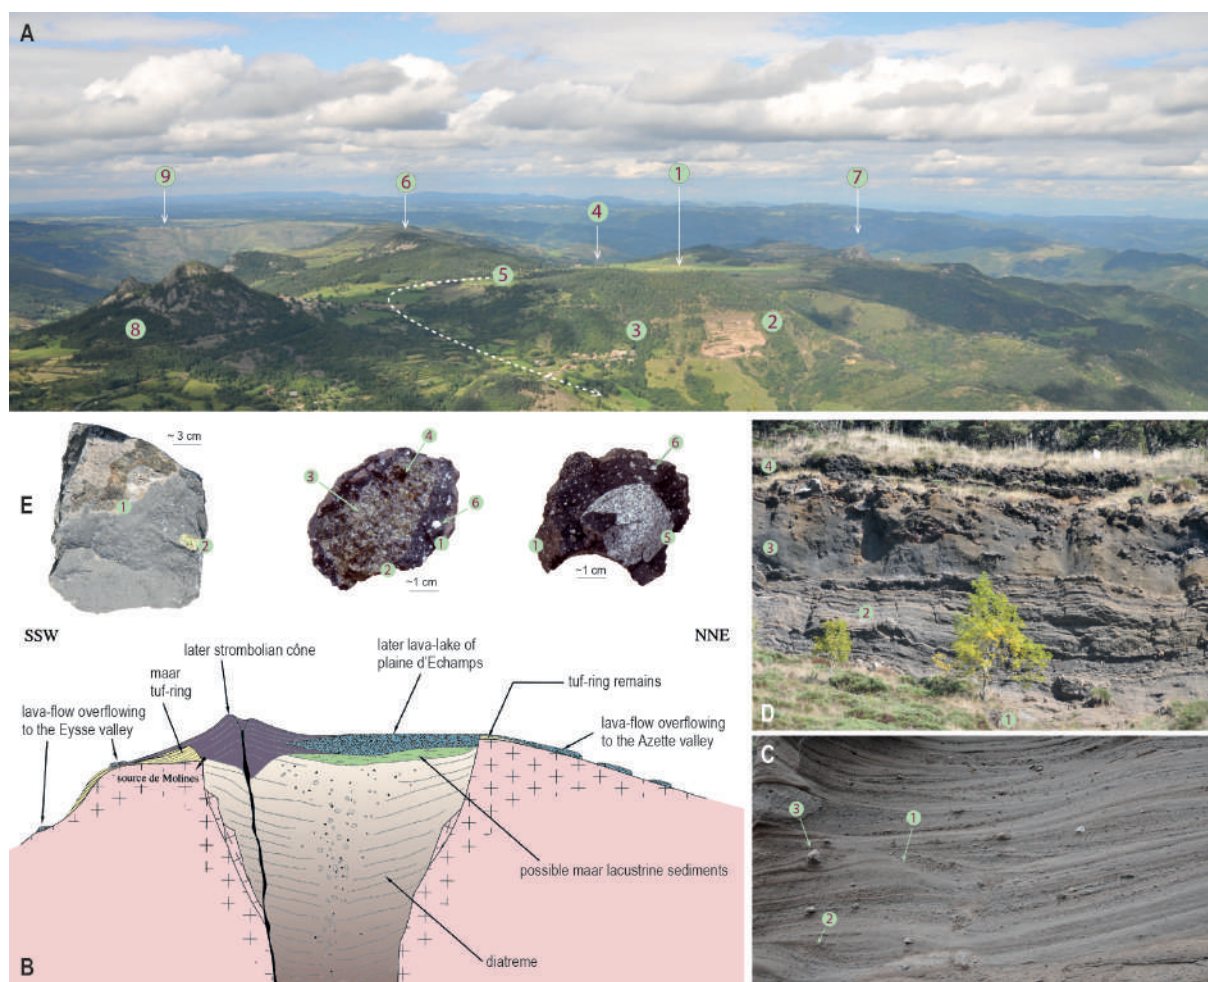 A
9
6
1
7
4
5
8
3
2
~ 3 cm
4
3
6
E
1
2
1
2
~1 cm
6
1
5
~1 cm
4
3
2
1
D
SSW
NNE
later strombolian cône
later lava-lake of
plaine d'Echamps
maar
tuf-ring
tuf-ring remains
lava-flow overflowing
to the Eysse valley
lava-flow overflowing
to the Azette valley
source de Molines
possible maar lacustrine sediments
diatreme
B
C
3
1
2